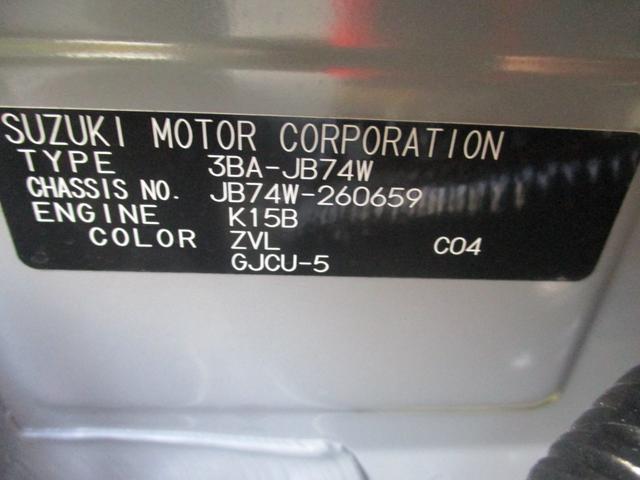 SUZUKI MOTOR CORPORATION
TYPE 3BA-JB74W
CHASSIS NO. JB74W-260659
ENGINE K15B
COLOR ZVL C04
GJCU-5